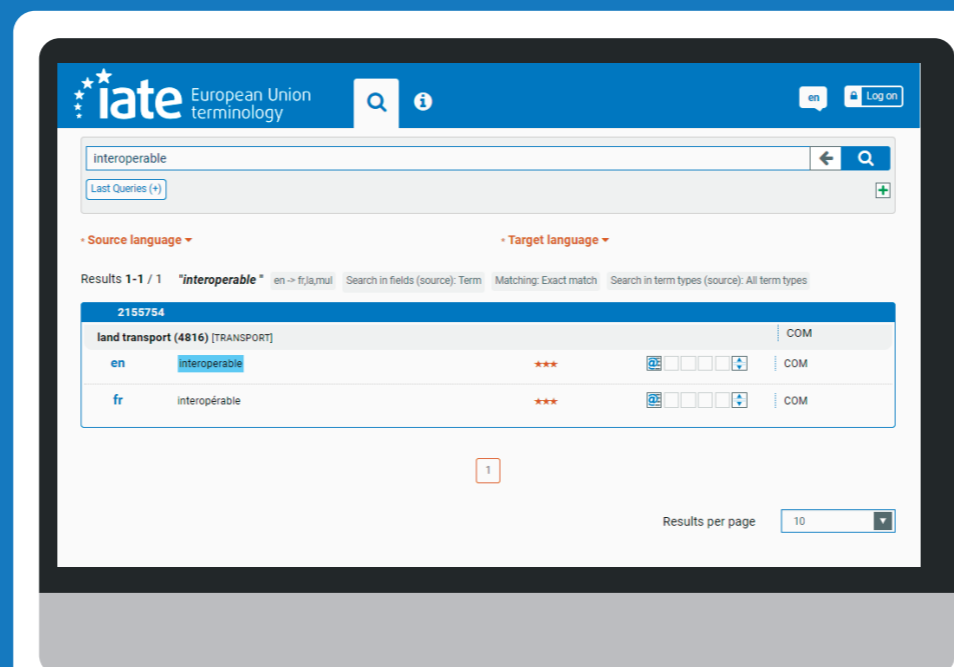 iate European Union
terminology
en
Log on
interoperable
Last Queries (+)
Source language
Target language
Results 1-1 / 1 "interoperable " en -> fr,la,mul Search in fields (source): Term Matching: Exact match Search in term types (source): All term types
2155754
land transport (4816) [TRANSPORT] COM
en interoperable ★★★ COM
fr interopérable ★★★ COM
1
Results per page 10